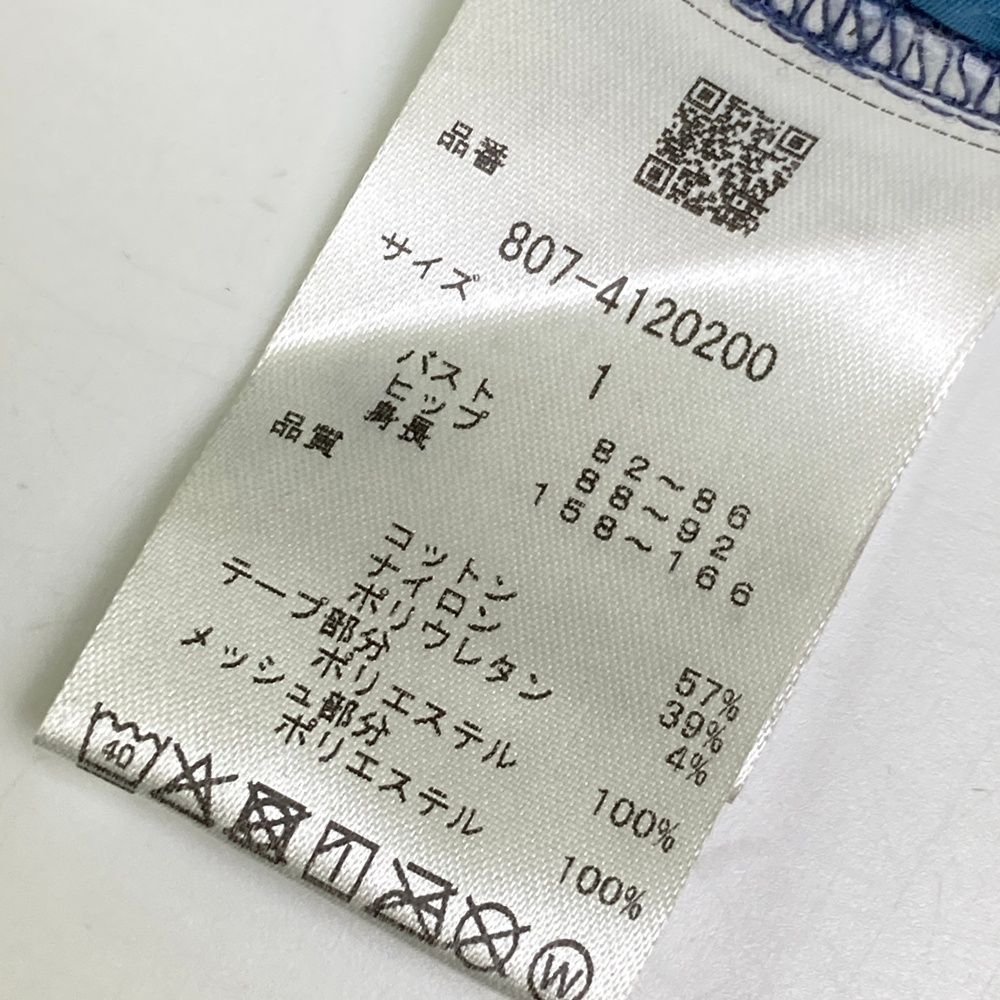 品番
807-4120200
サイズ
1
バスト 82～86
ヒップ 88～92
身長 158～166
品質
コットン 57%
ナイロン 39%
ポリウレタン 4%
テープ部分
ポリエステル 100%
メッシュ部分
ポリエステル 100%
40
W